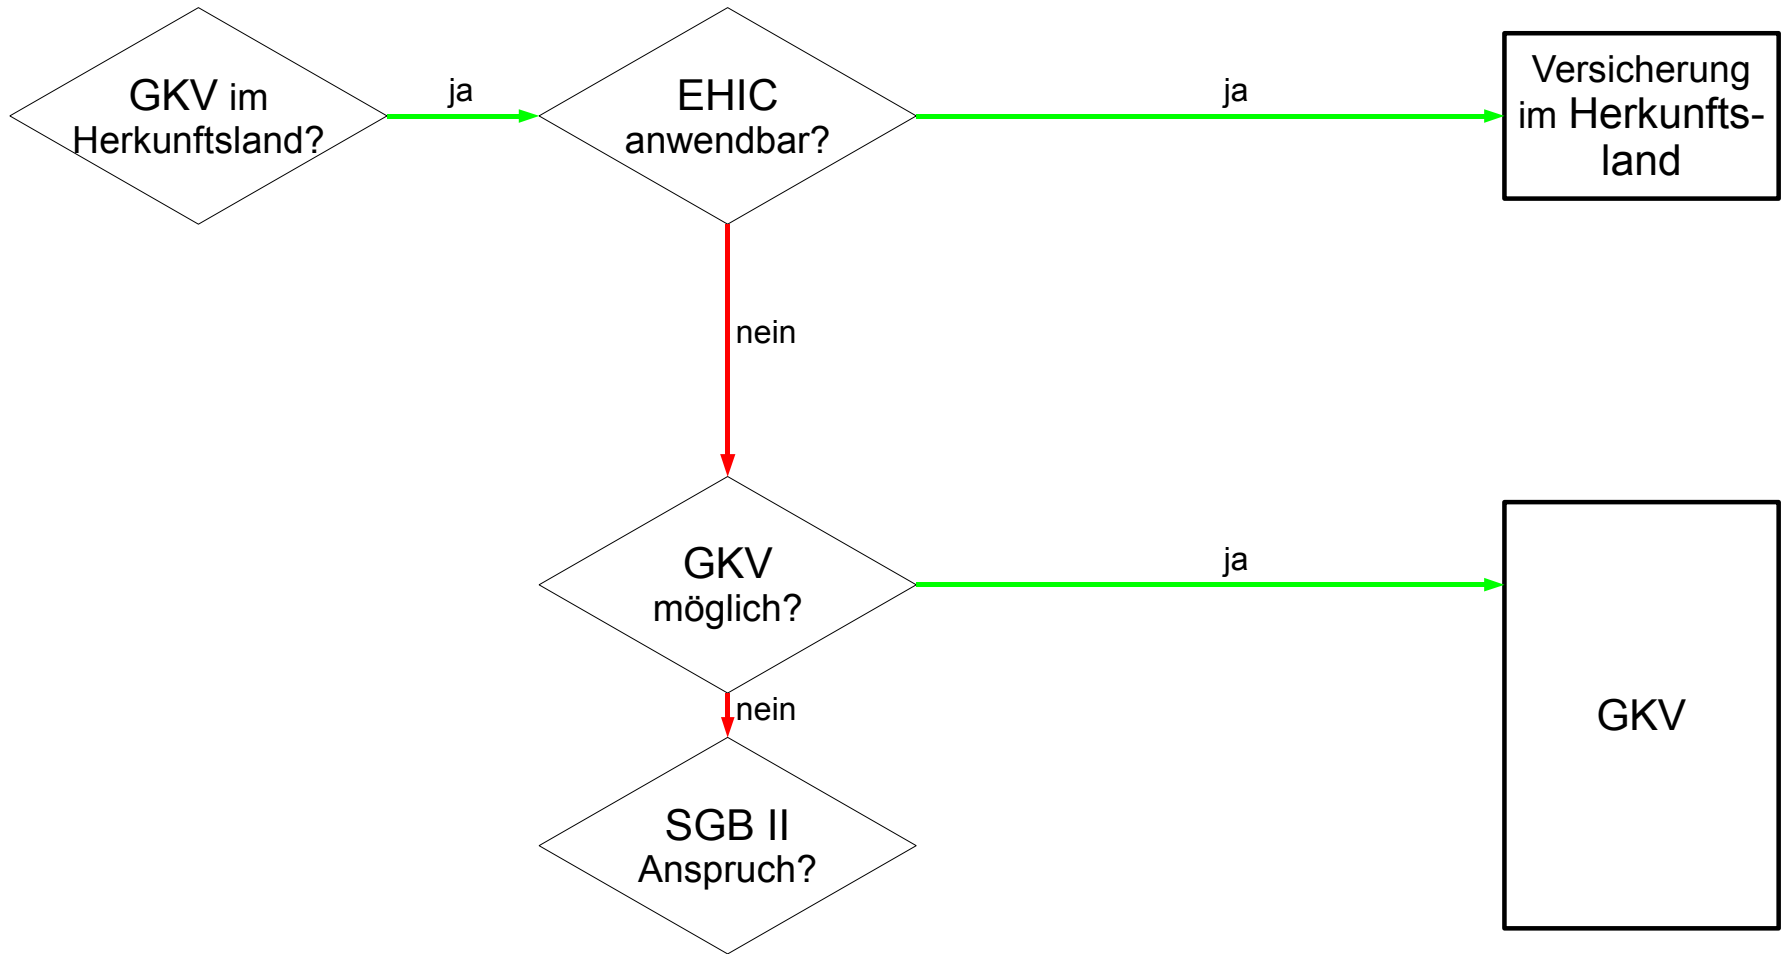 GKV im
Herkunftsland?
ja
EHIC
anwendbar?
ja
Versicherung
im Herkunfts-
land
nein
GKV
möglich?
ja
GKV
nein
SGB II
Anspruch?